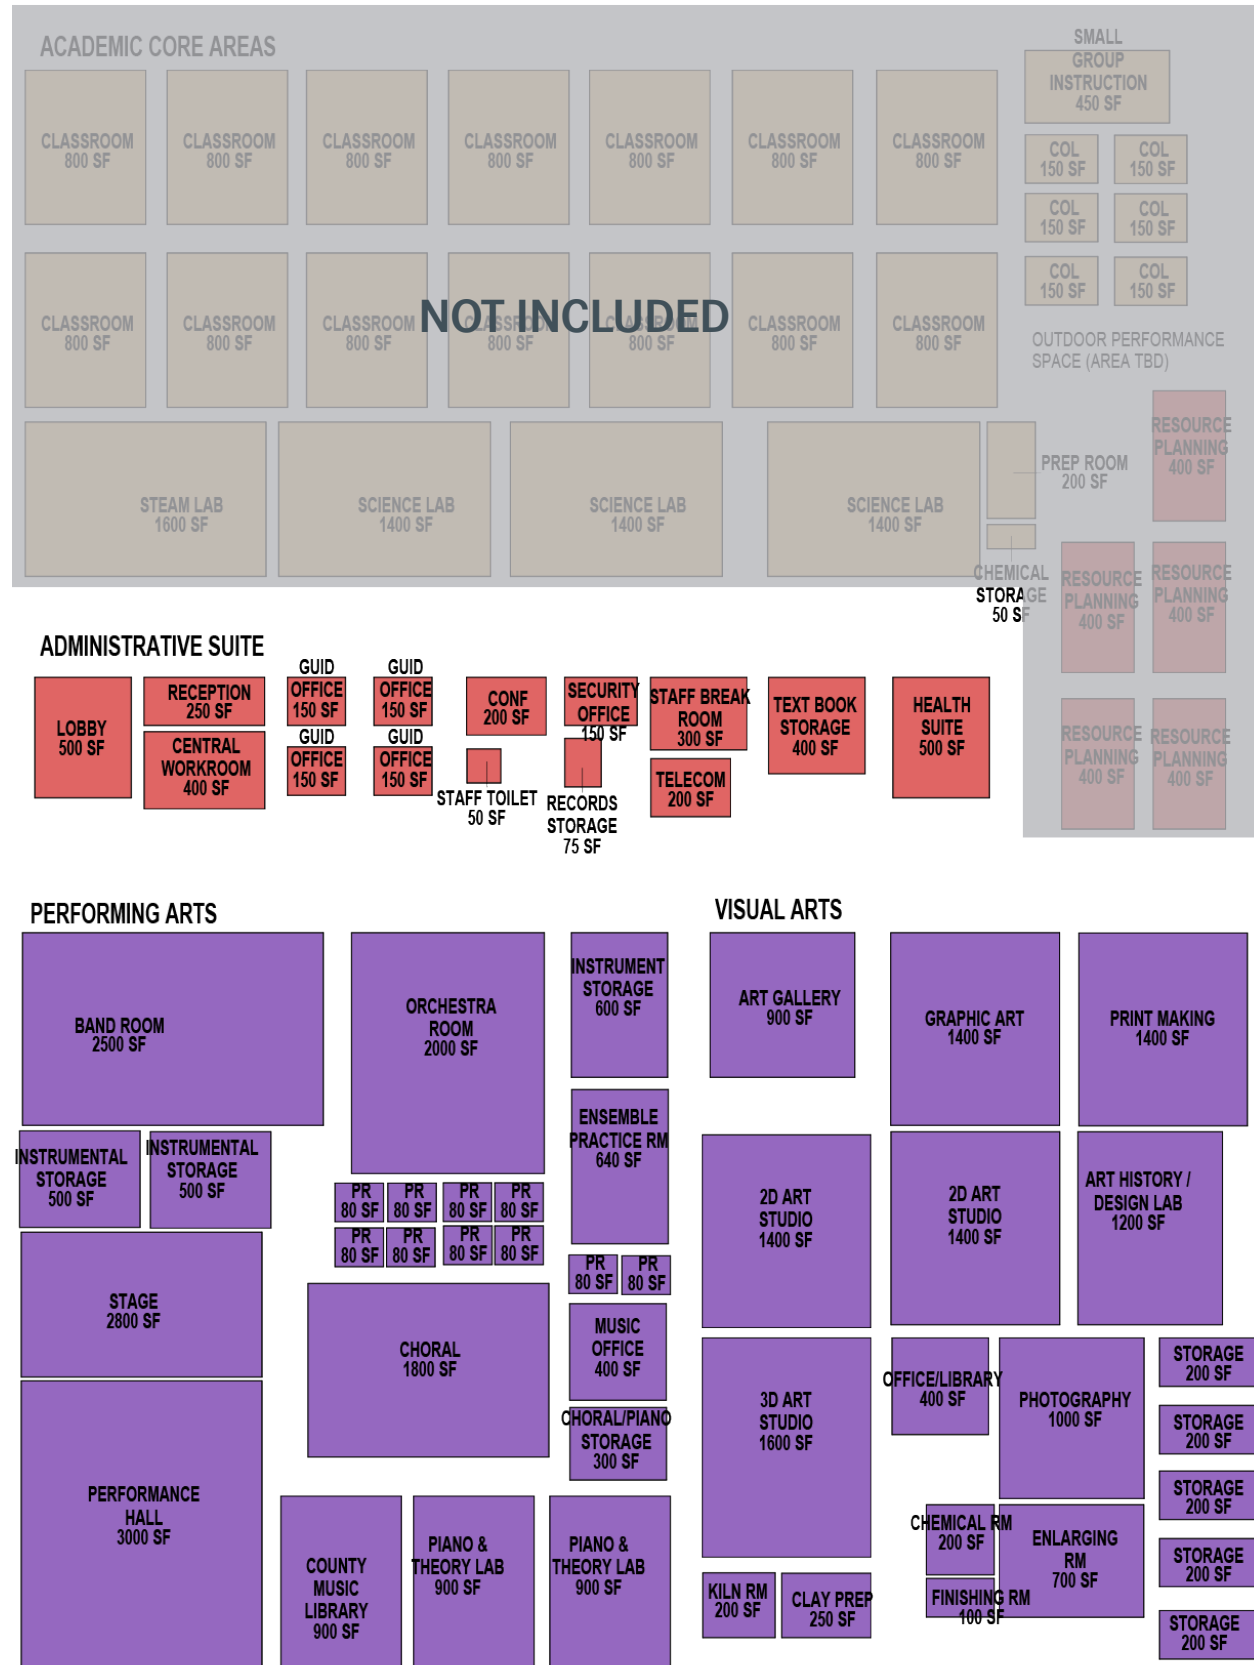 ACADEMIC CORE AREAS
SMALL
GROUP
INSTRUCTION
450 SF
CLASSROOM
800 SF
CLASSROOM
800 SF
CLASSROOM
800 SF
CLASSROOM
800 SF
CLASSROOM
800 SF
CLASSROOM
800 SF
CLASSROOM
800 SF
COL
150 SF
COL
150 SF
COL
150 SF
COL
150 SF
COL
150 SF
COL
150 SF
CLASSROOM
800 SF
CLASSROOM
800 SF
CLASSROOM
800 SF
CLASSROOM
800 SF
CLASSROOM
800 SF
CLASSROOM
800 SF
CLASSROOM
800 SF
NOT INCLUDED
OUTDOOR PERFORMANCE
SPACE (AREA TBD)
STEAM LAB
1600 SF
SCIENCE LAB
1400 SF
SCIENCE LAB
1400 SF
SCIENCE LAB
1400 SF
PREP ROOM
200 SF
CHEMICAL
STORAGE
50 SF
RESOURCE
PLANNING
400 SF
RESOURCE
PLANNING
400 SF
RESOURCE
PLANNING
400 SF
RESOURCE
PLANNING
400 SF
RESOURCE
PLANNING
400 SF
ADMINISTRATIVE SUITE
LOBBY
500 SF
RECEPTION
250 SF
CENTRAL
WORKROOM
400 SF
GUID
OFFICE
150 SF
GUID
OFFICE
150 SF
GUID
OFFICE
150 SF
GUID
OFFICE
150 SF
CONF
200 SF
STAFF TOILET
50 SF
SECURITY
OFFICE
150 SF
RECORDS
STORAGE
75 SF
STAFF BREAK
ROOM
300 SF
TELECOM
200 SF
TEXT BOOK
STORAGE
400 SF
HEALTH
SUITE
500 SF
PERFORMING ARTS
BAND ROOM
2500 SF
ORCHESTRA
ROOM
2000 SF
INSTRUMENT
STORAGE
600 SF
ENSEMBLE
PRACTICE RM
640 SF
INSTRUMENTAL
STORAGE
500 SF
INSTRUMENTAL
STORAGE
500 SF
PR
80 SF
PR
80 SF
PR
80 SF
PR
80 SF
PR
80 SF
PR
80 SF
PR
80 SF
PR
80 SF
PR
80 SF
PR
80 SF
STAGE
2800 SF
CHORAL
1800 SF
MUSIC
OFFICE
400 SF
CHORAL/PIANO
STORAGE
300 SF
PERFORMANCE
HALL
3000 SF
COUNTY
MUSIC
LIBRARY
900 SF
PIANO &
THEORY LAB
900 SF
PIANO &
THEORY LAB
900 SF
VISUAL ARTS
ART GALLERY
900 SF
GRAPHIC ART
1400 SF
PRINT MAKING
1400 SF
2D ART
STUDIO
1400 SF
2D ART
STUDIO
1400 SF
ART HISTORY /
DESIGN LAB
1200 SF
3D ART
STUDIO
1600 SF
OFFICE/LIBRARY
400 SF
PHOTOGRAPHY
1000 SF
STORAGE
200 SF
STORAGE
200 SF
STORAGE
200 SF
STORAGE
200 SF
STORAGE
200 SF
CHEMICAL RM
200 SF
FINISHING RM
100 SF
ENLARGING
RM
700 SF
KILN RM
200 SF
CLAY PREP
250 SF